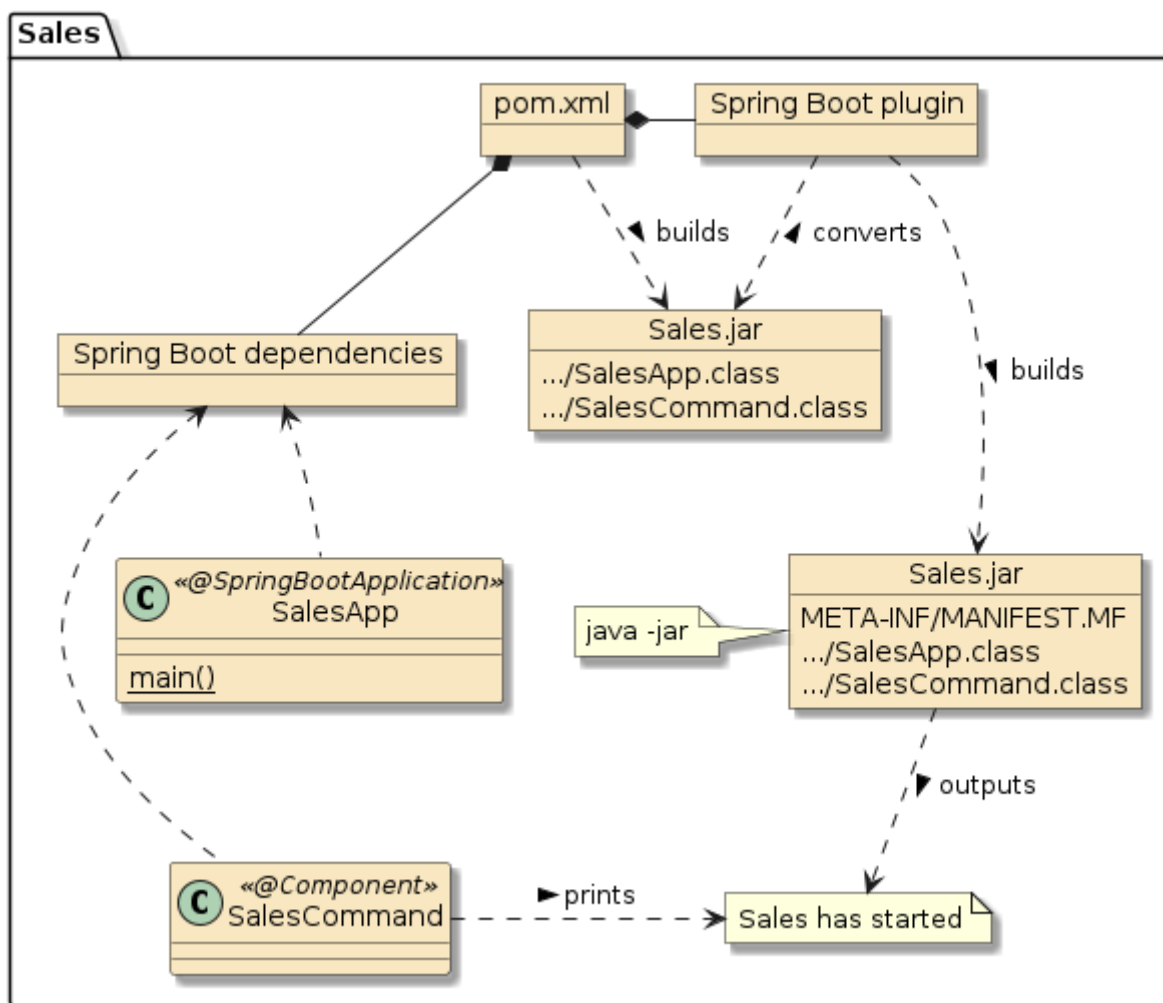 Sales
pom.xml
Spring Boot plugin
builds
converts
Sales.jar
.../SalesApp.class
.../SalesCommand.class
Spring Boot dependencies
builds
«@SpringBootApplication»
C
SalesApp
main()
Sales.jar
META-INF/MANIFEST.MF
.../SalesApp.class
.../SalesCommand.class
java -jar
outputs
«@Component»
C
SalesCommand
prints
Sales has started